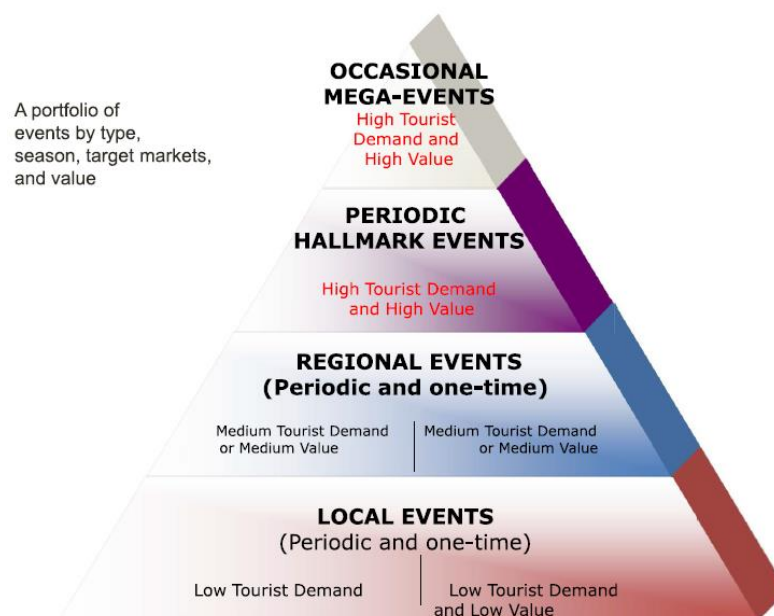 A portfolio of
events by type,
season, target markets,
and value
OCCASIONAL
MEGA-EVENTS
High Tourist
Demand and
High Value
PERIODIC
HALLMARK EVENTS
High Tourist Demand
and High Value
REGIONAL EVENTS
(Periodic and one-time)
Medium Tourist Demand
or Medium Value
Medium Tourist Demand
or Medium Value
LOCAL EVENTS
(Periodic and one-time)
Low Tourist Demand
Low Tourist Demand
and Low Value